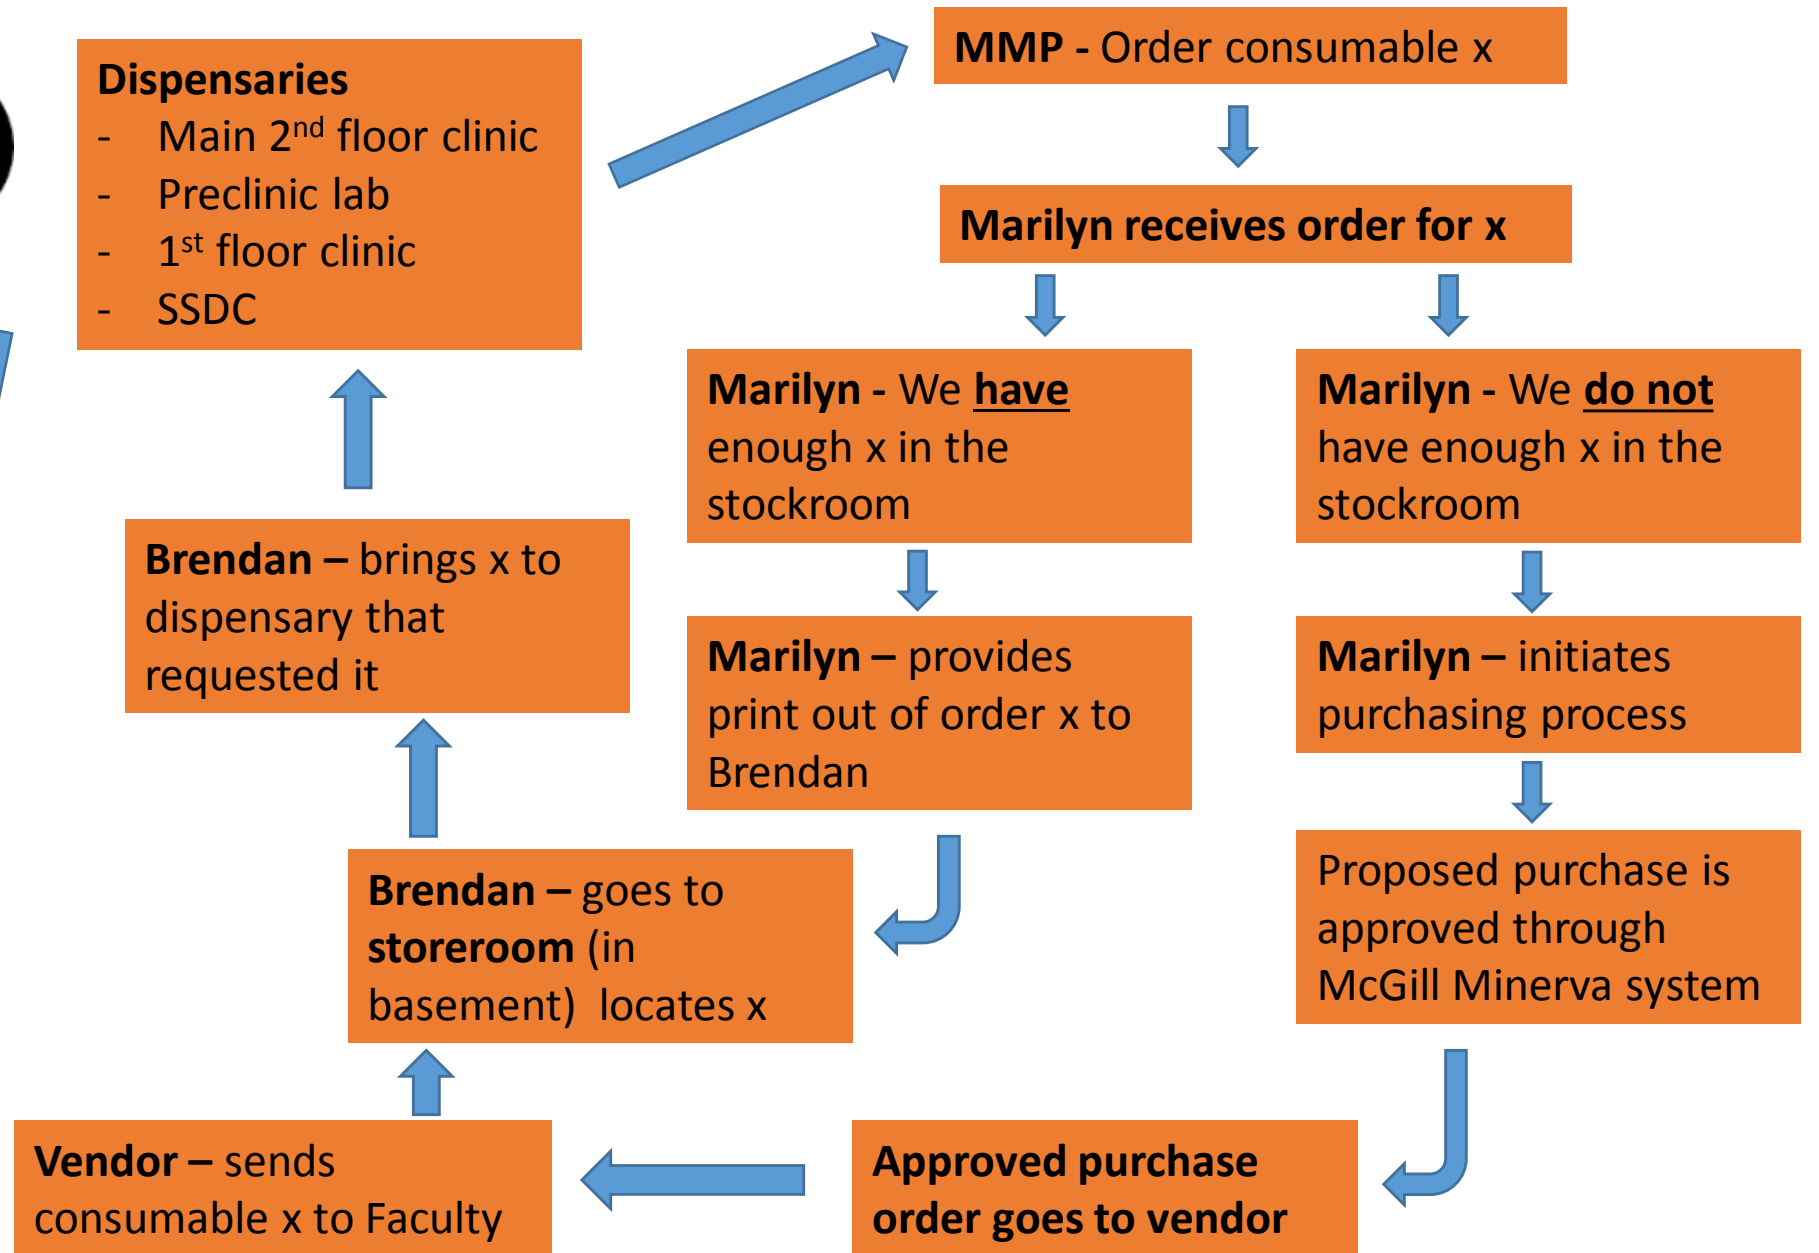 Dispensaries
- Main 2nd floor clinic
- Preclinic lab
- 1st floor clinic
- SSDC
MMP - Order consumable x
Marilyn receives order for x
Marilyn - We have
enough x in the
stockroom
Marilyn - We do not
have enough x in the
stockroom
Brendan – brings x to
dispensary that
requested it
Marilyn – provides
print out of order x to
Brendan
Marilyn – initiates
purchasing process
Brendan – goes to
storeroom (in
basement) locates x
Proposed purchase is
approved through
McGill Minerva system
Vendor – sends
consumable x to Faculty
Approved purchase
order goes to vendor